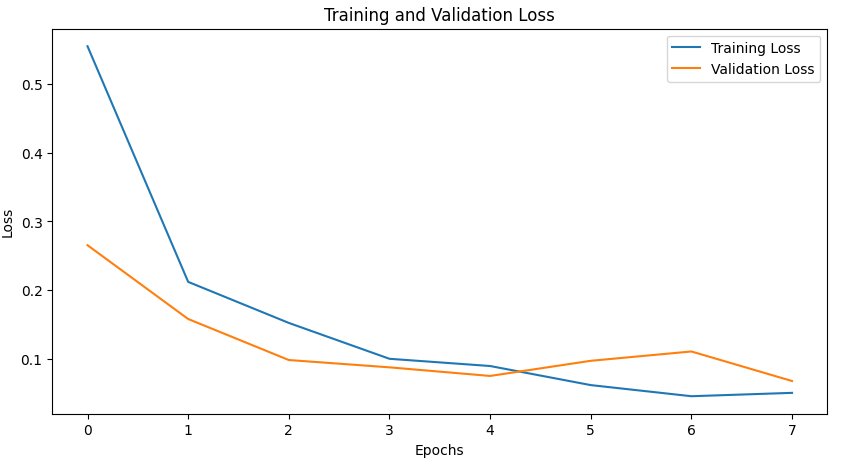 Training and Validation Loss
Training Loss
Validation Loss
Loss
0.5
0.4
0.3
0.2
0.1
0 1 2 3 4 5 6 7
Epochs